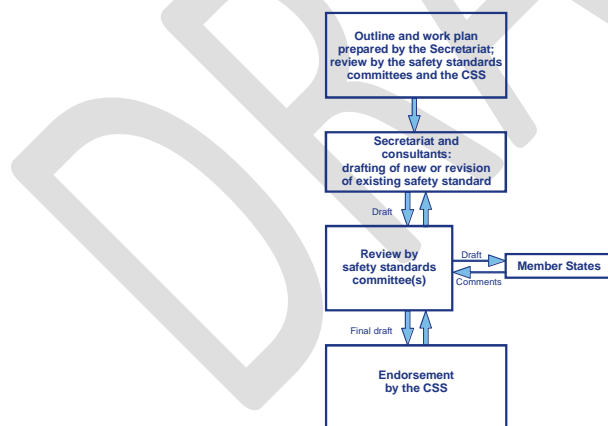 Outline and work plan
prepared by the Secretariat;
review by the safety standards
committees and the CSS
Secretariat and
consultants:
drafting of new or revision
of existing safety standard
Draft
Review by
safety standards
committee(s)
Draft
Member States
Comments
Final draft
Endorsement
by the CSS